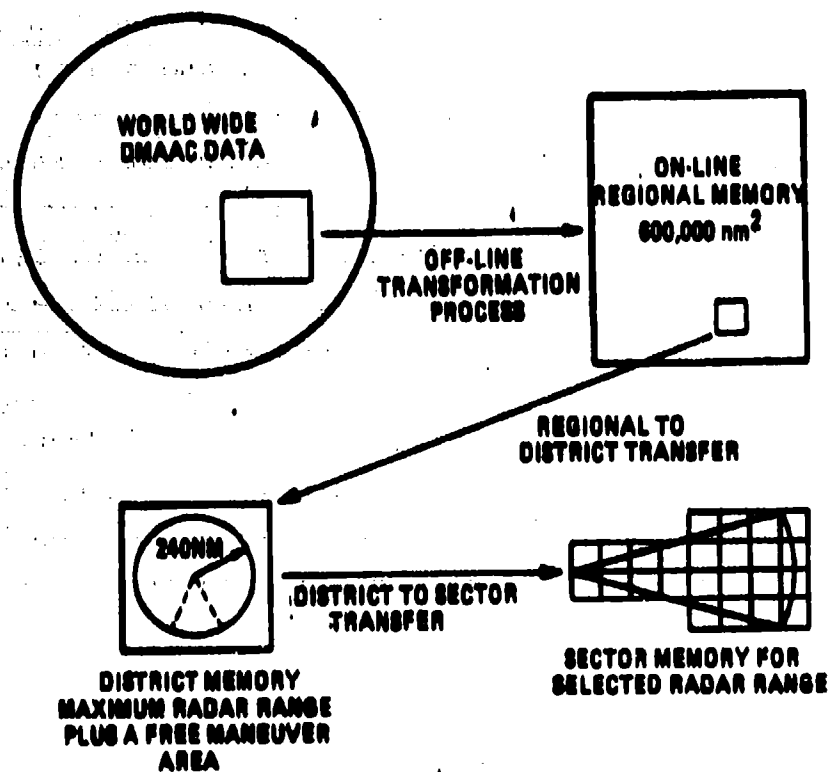 WORLD WIDE
DMAAC DATA
ON-LINE
REGIONAL MEMORY
600,000 nm²
OFF-LINE
TRANSFORMATION
PROCESS
REGIONAL TO
DISTRICT TRANSFER
240NM
DISTRICT TO SECTOR
TRANSFER
DISTRICT MEMORY
MAXIMUM RADAR RANGE
PLUS A FREE MANEUVER
AREA
SECTOR MEMORY FOR
SELECTED RADAR RANGE